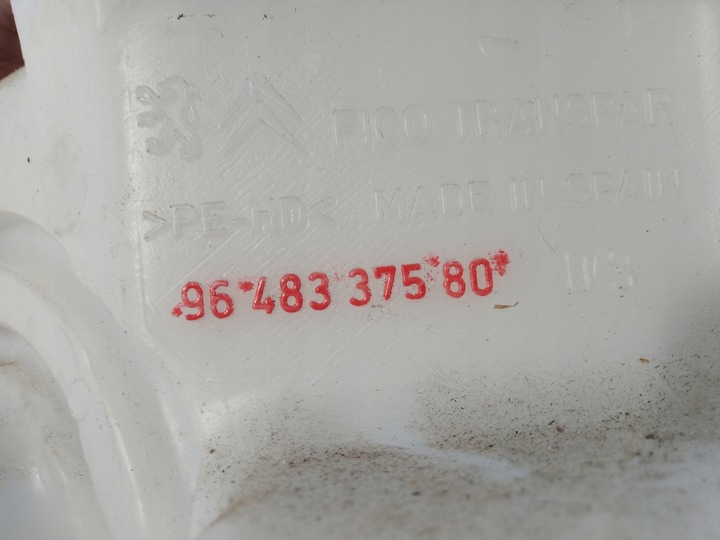 PICO TRANSPAR
>PE-HD< MADE IN SPAIN
96 483 375 80